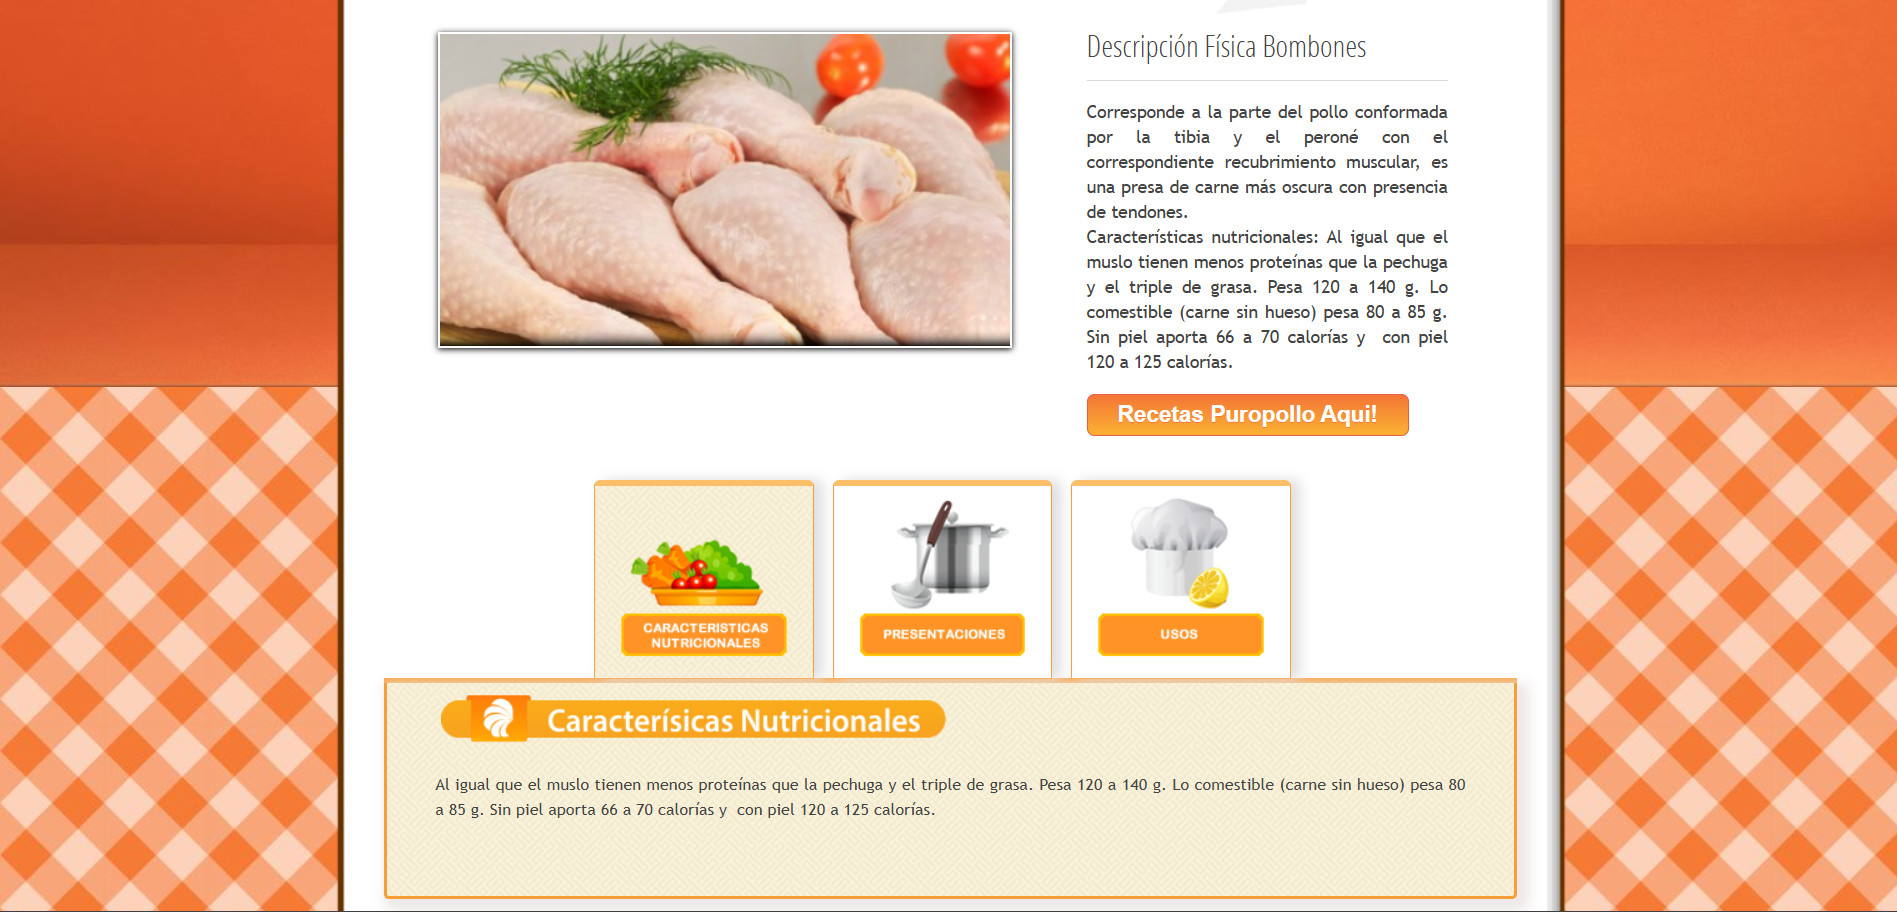 Descripción Física Bombones
Corresponde a la parte del pollo conformada
por la tibia y el peroné con el
correspondiente recubrimiento muscular, es
una presa de carne más oscura con presencia
de tendones.
Características nutricionales: Al igual que el
muslo tienen menos proteínas que la pechuga
y el triple de grasa. Pesa 120 a 140 g. Lo
comestible (carne sin hueso) pesa 80 a 85 g.
Sin piel aporta 66 a 70 calorías y con piel
120 a 125 calorías.
Recetas Puropollo Aqui!
CARACTERISTICAS
NUTRICIONALES
PRESENTACIONES
USOS
Caracterísicas Nutricionales
Al igual que el muslo tienen menos proteínas que la pechuga y el triple de grasa. Pesa 120 a 140 g. Lo comestible (carne sin hueso) pesa 80
a 85 g. Sin piel aporta 66 a 70 calorías y con piel 120 a 125 calorías.